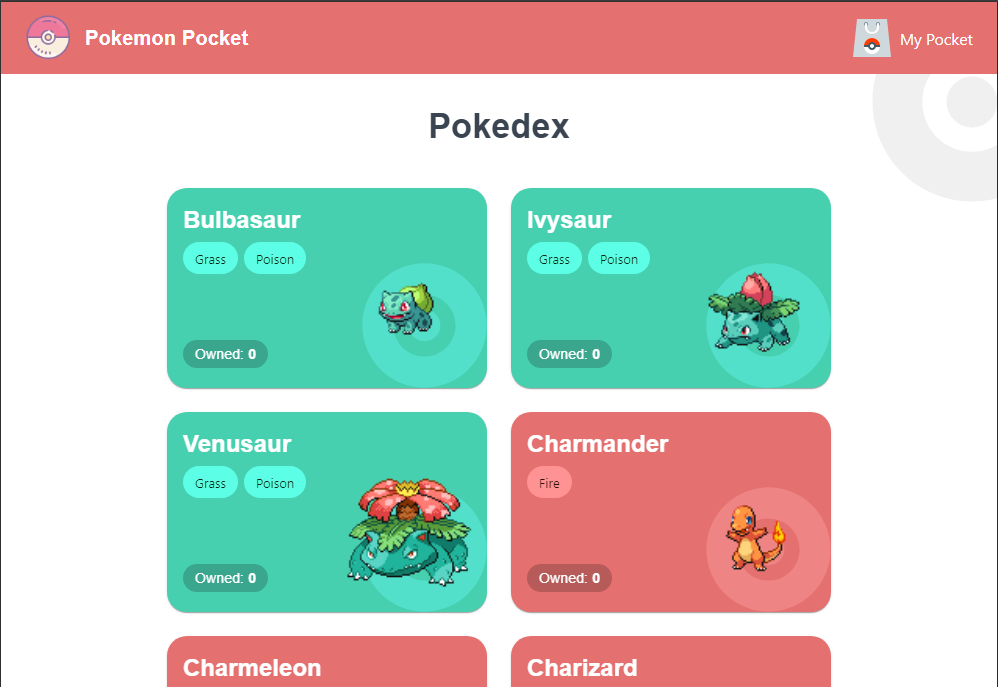 Pokemon Pocket
My Pocket
Pokedex
Bulbasaur
Grass Poison
Owned: 0
Ivysaur
Grass Poison
Owned: 0
Venusaur
Grass Poison
Owned: 0
Charmander
Fire
Owned: 0
Charmeleon
Charizard